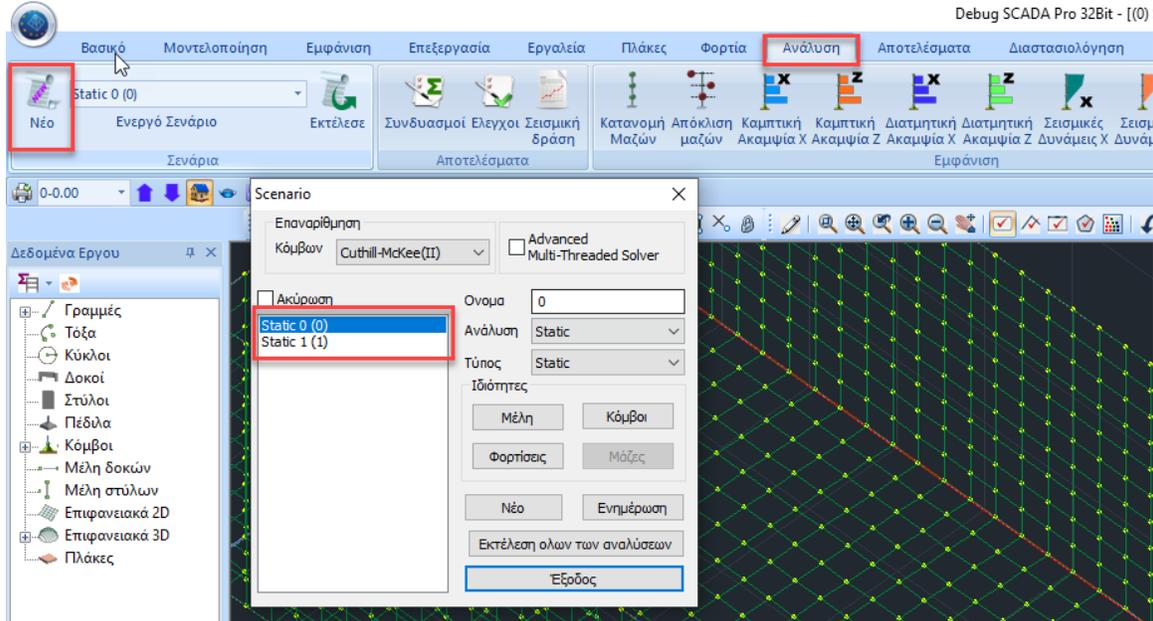 Debug SCADA Pro 32Bit - [(0)
Βασικό Μοντελοποίηση Εμφάνιση Επεξεργασία Εργαλεία Πλάκες Φορτία Ανάλυση Αποτελέσματα Διαστασιολόγηση
Static 0 (0)
Νέο Ενεργό Σενάριο Εκτέλεσε
Σενάρια
Συνδυασμοί Ελεγχοι Σεισμική δράση
Αποτελέσματα
X Z X Z X
Κατανομή Απόκλιση Καμπτική Καμπτική Διατμητική Διατμητική Σεισμικές
Μαζών μαζών Ακαμψία X Ακαμψία Z Ακαμψία X Ακαμψία Z Δυνάμεις X
Εμφάνιση
0-0.00
Scenario
Επαναρίθμηση
Κόμβων Cuthill-McKee(II)
Advanced
Multi-Threaded Solver
Ακύρωση
Static 0 (0)
Static 1 (1)
Ονομα 0
Ανάλυση Static
Τύπος Static
Ιδιότητες
Μέλη Κόμβοι
Φορτίσεις Μάζες
Νέο Ενημέρωση
Εκτέλεση ολων των αναλύσεων
Έξοδος
Δεδομένα Εργου
Γραμμές
Τόξα
Κύκλοι
Δοκοί
Στύλοι
Πέδιλα
Κόμβοι
Μέλη δοκών
Μέλη στύλων
Επιφανειακά 2D
Επιφανειακά 3D
Πλάκες